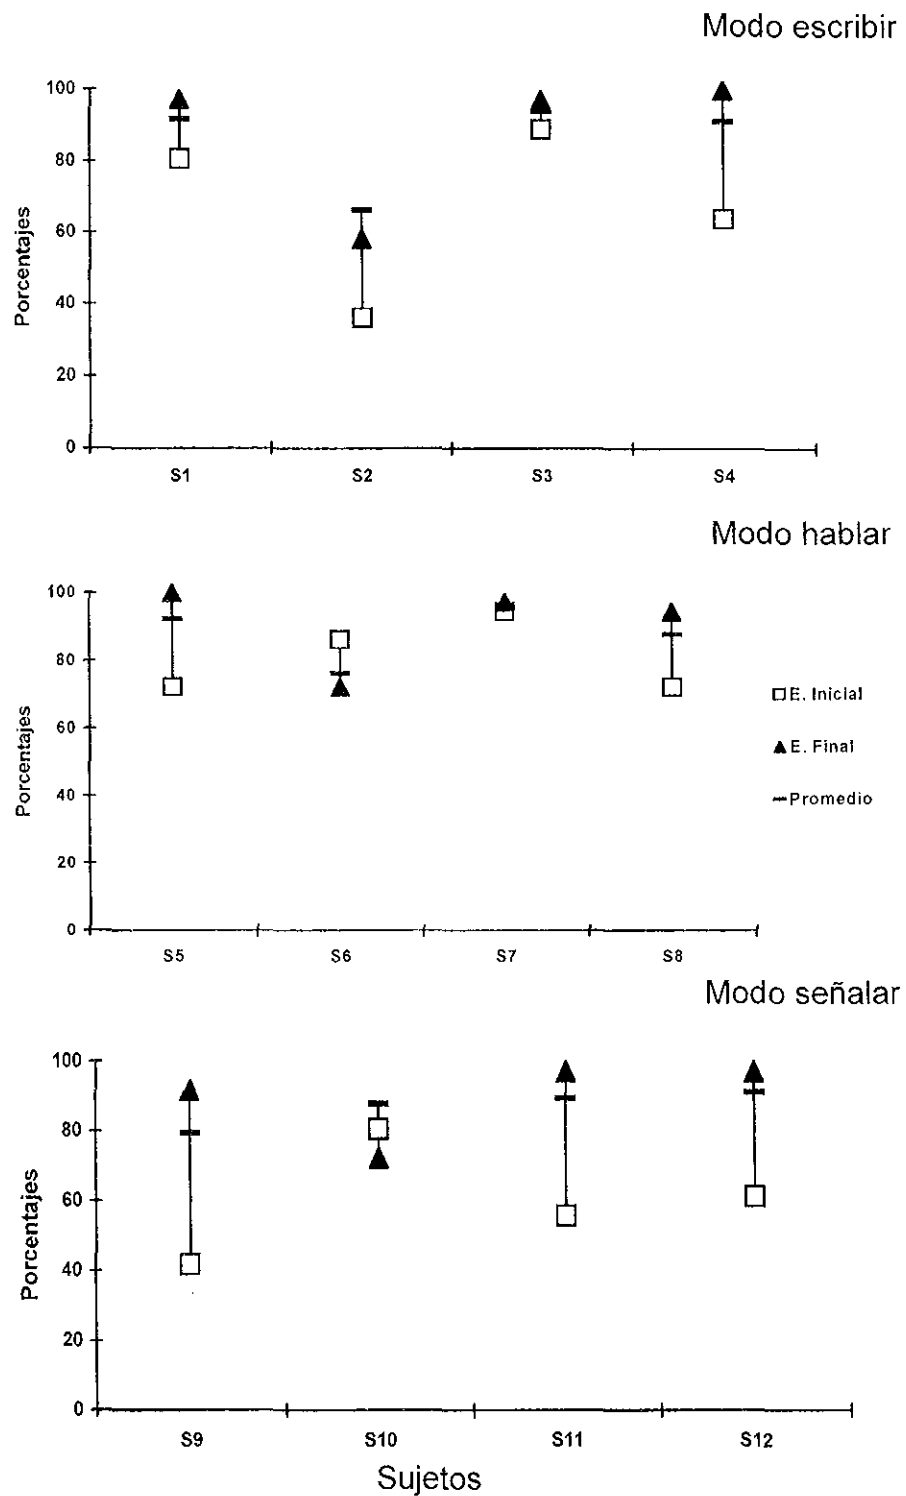 Modo escribir
100
80
60
40
20
0
Porcentajes
S1 S2 S3 S4
Modo hablar
100
80
60
40
20
0
Porcentajes
S5 S6 S7 S8
E. Inicial
E. Final
Promedio
Modo señalar
100
80
60
40
20
0
Porcentajes
S9 S10 S11 S12
Sujetos